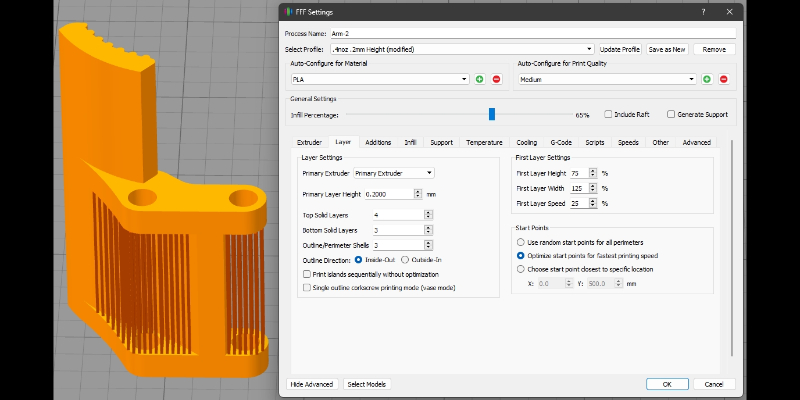 FFF Settings
Process Name: Arm-2
Select Profile: .4noz .2mm Height (modified) Update Profile Save as New Remove
Auto-Configure for Material
PLA
Auto-Configure for Print Quality
Medium
General Settings
Infill Percentage: 65% Include Raft Generate Support
Extruder Layer Additions Infill Support Temperature Cooling G-Code Scripts Speeds Other Advanced
Layer Settings
Primary Extruder Primary Extruder
Primary Layer Height 0.2000 mm
Top Solid Layers 4
Bottom Solid Layers 3
Outline/Perimeter Shells 3
Outline Direction: Inside-Out Outside-In
Print islands sequentially without optimization
Single outline corkscrew printing mode (vase mode)
First Layer Settings
First Layer Height 75 %
First Layer Width 125 %
First Layer Speed 25 %
Start Points
Use random start points for all perimeters
Optimize start points for fastest printing speed
Choose start point closest to specific location
X: 0.0 Y: 500.0 mm
Hide Advanced Select Models OK Cancel